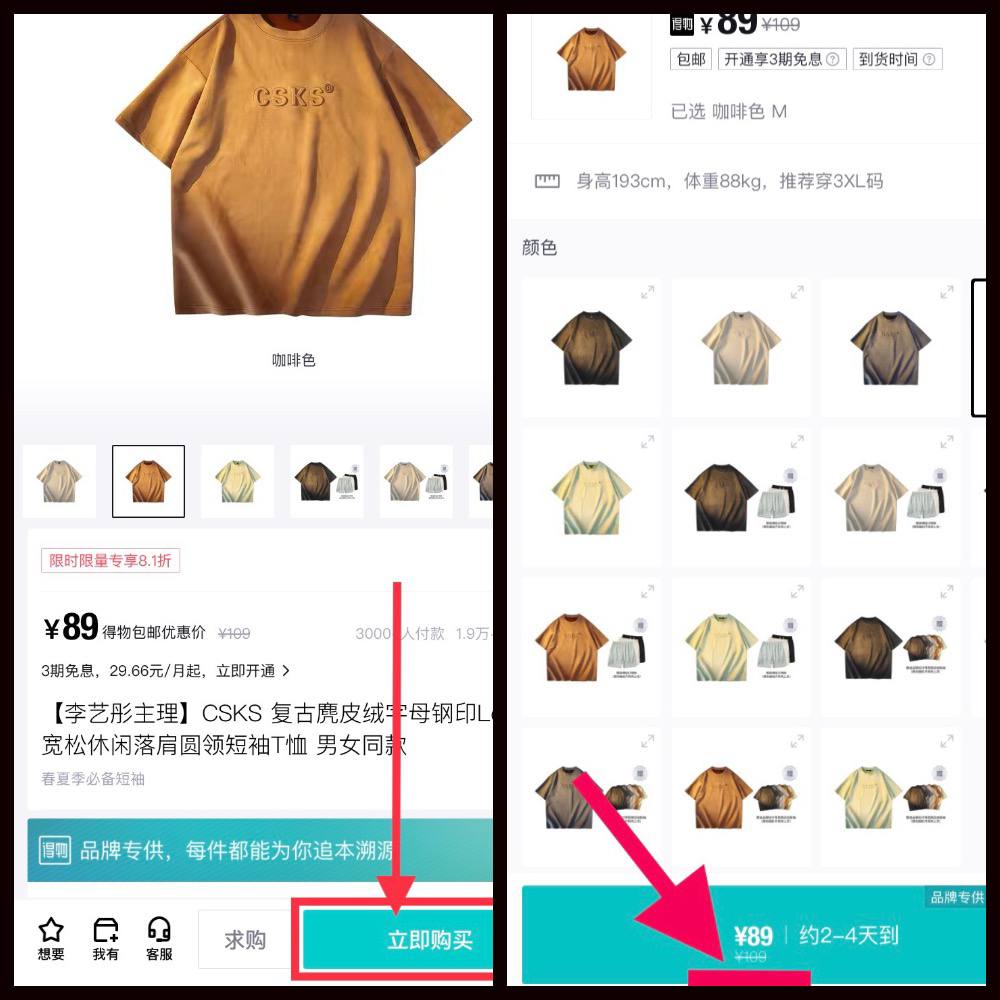 CSKS®
咖啡色
限时限量专享8.1折
¥89 得物包邮优惠价 ¥109
3000 人付款 1.9万
3期免息，29.66元/月起，立即开通 >
【李艺彤主理】CSKS 复古麂皮绒字母钢印L
宽松休闲落肩圆领短袖T恤 男女同款
春夏季必备短袖
得物 品牌专供，每件都能为你追本溯源
想要
我有
客服
求购
立即购买
得物 ¥89 ¥109
包邮
开通享3期免息
到货时间
已选 咖啡色 M
身高193cm，体重88kg，推荐穿3XL码
颜色
品牌专供
¥89 | 约2-4天到
¥109